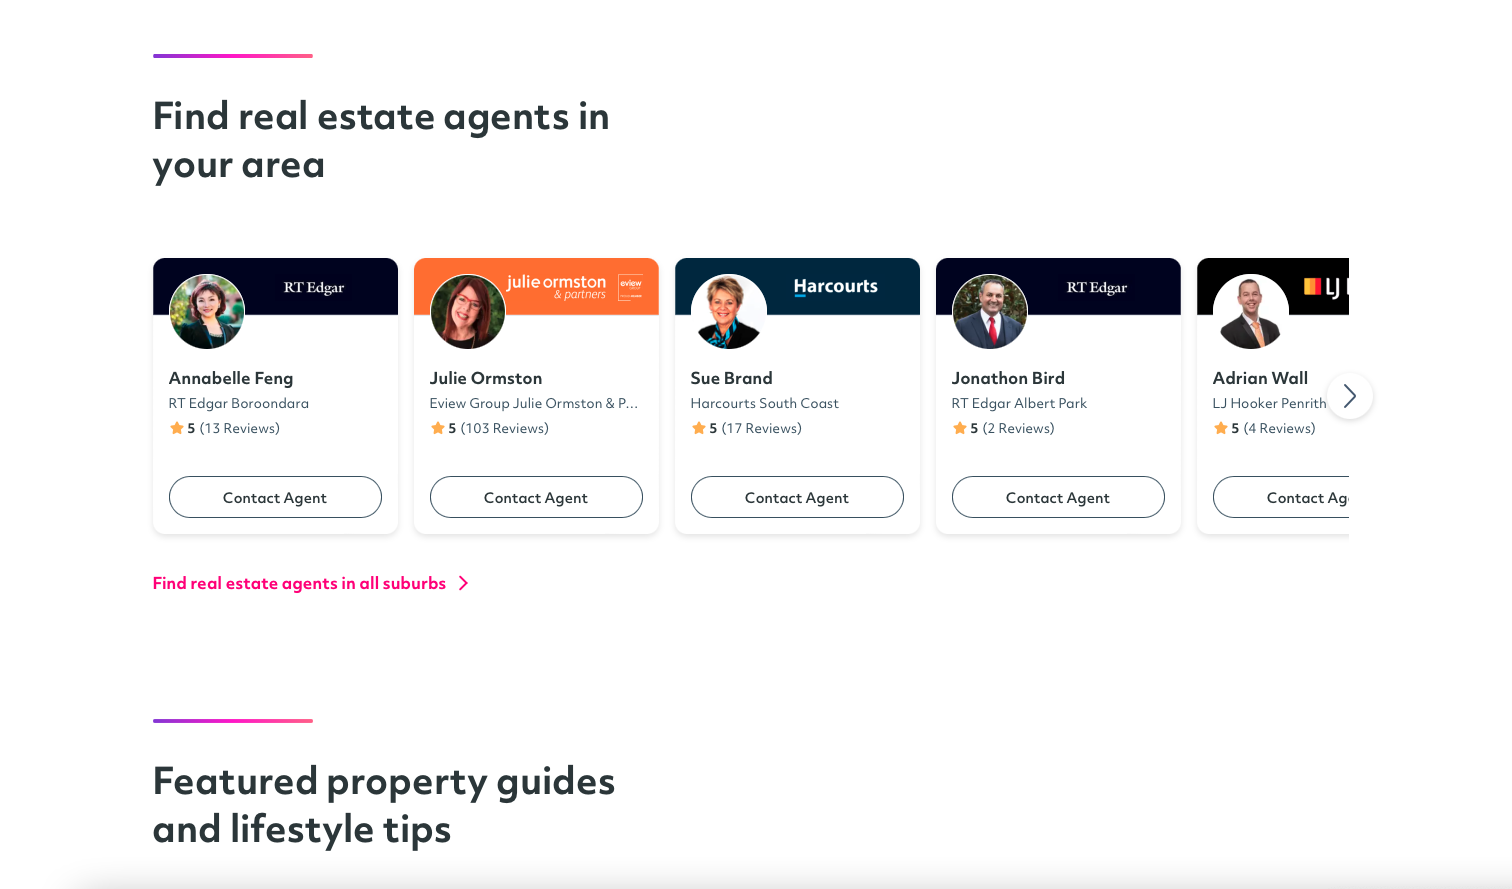 Find real estate agents in
your area
RT Edgar
Annabelle Feng
RT Edgar Boroondara
5 (13 Reviews)
Contact Agent
julie ormston
& partners
eview
Julie Ormston
Eview Group Julie Ormston & P...
5 (103 Reviews)
Contact Agent
Harcourts
Sue Brand
Harcourts South Coast
5 (17 Reviews)
Contact Agent
RT Edgar
Jonathon Bird
RT Edgar Albert Park
5 (2 Reviews)
Contact Agent
LJ
Adrian Wall
LJ Hooker Penrith
5 (4 Reviews)
Contact Ag
Find real estate agents in all suburbs
Featured property guides
and lifestyle tips